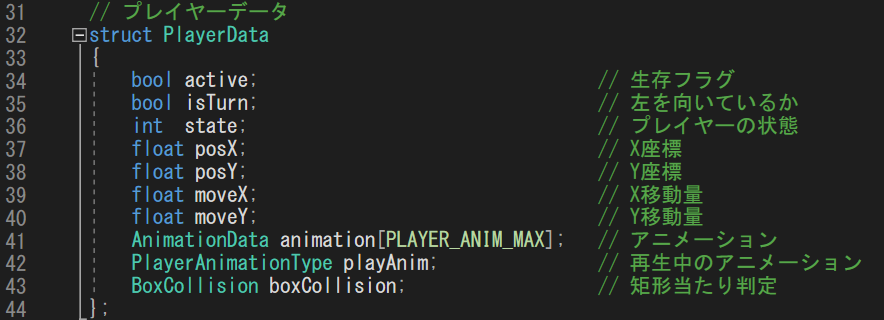 31 // プレイヤーデータ
32 struct PlayerData
33 {
34 bool active; // 生存フラグ
35 bool isTurn; // 左を向いているか
36 int state; // プレイヤーの状態
37 float posX; // X座標
38 float posY; // Y座標
39 float moveX; // X移動量
40 float moveY; // Y移動量
41 AnimationData animation[PLAYER_ANIM_MAX]; // アニメーション
42 PlayerAnimationType playAnim; // 再生中のアニメーション
43 BoxCollision boxCollision; // 矩形当たり判定
44 };